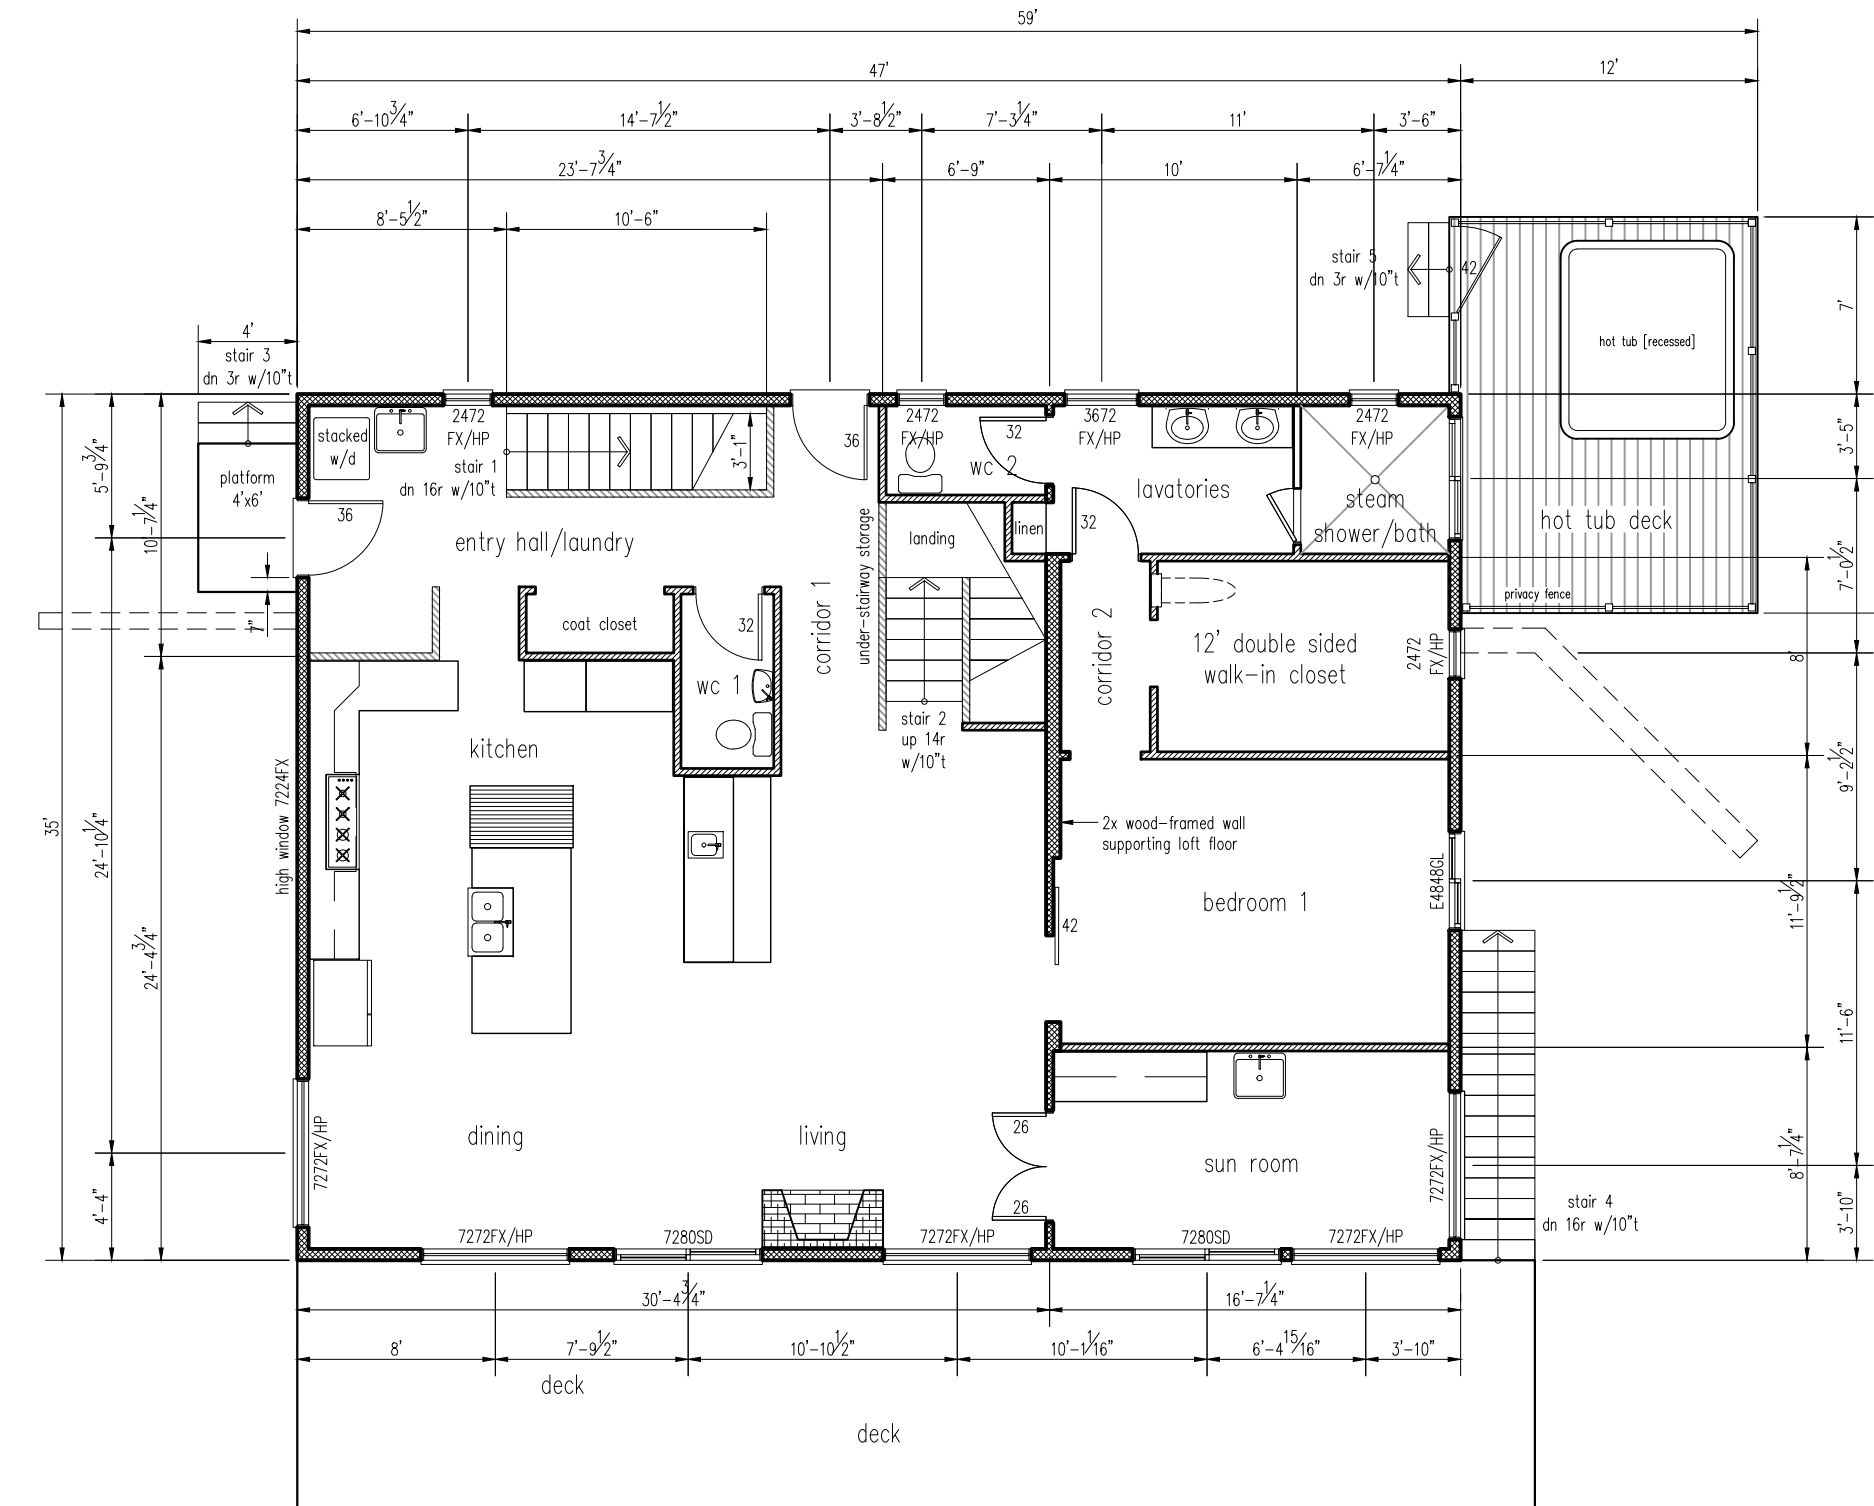 59'
47'
12'
6'-10 3/4"
14'-7 1/2"
3'-8 1/2"
7'-3 1/4"
11'
3'-6"
23'-7 3/4"
6'-9"
10'
6'-7 1/4"
8'-5 1/2"
10'-6"
stair 5
dn 3r w/10"t
42
7'
hot tub [recessed]
4'
stair 3
dn 3r w/10"t
stacked
w/d
2472
FX/HP
stair 1
dn 16r w/10"t
3'-1"
36
2472
FX/HP
32
wc 2
3672
FX/HP
lavatories
2472
FX/HP
steam
shower/bath
3'-5"
5'-9 3/4"
10'-7 1/4"
platform
4'x6'
36
entry hall/laundry
under-stairway storage
landing
linen
32
hot tub deck
7'-0 1/2"
privacy fence
7"
coat closet
32
corridor 1
corridor 2
12' double sided
walk-in closet
2472
FX/HP
8'
wc 1
stair 2
up 14r
w/10"t
kitchen
35'
24'-10 1/4"
24'-4 3/4"
high window 7224FX
2x wood-framed wall
supporting loft floor
9'-2 1/2"
bedroom 1
E4848GL
11'-9 1/2"
42
11'-6"
dining
living
26
26
sun room
7272FX/HP
7272FX/HP
8'-7 1/4"
4'-4"
stair 4
dn 16r w/10"t
3'-10"
7272FX/HP
7280SD
7272FX/HP
7280SD
7272FX/HP
30'-4 3/4"
16'-7 1/4"
8'
7'-9 1/2"
10'-10 1/2"
10'-1 1/16"
6'-4 15/16"
3'-10"
deck
deck